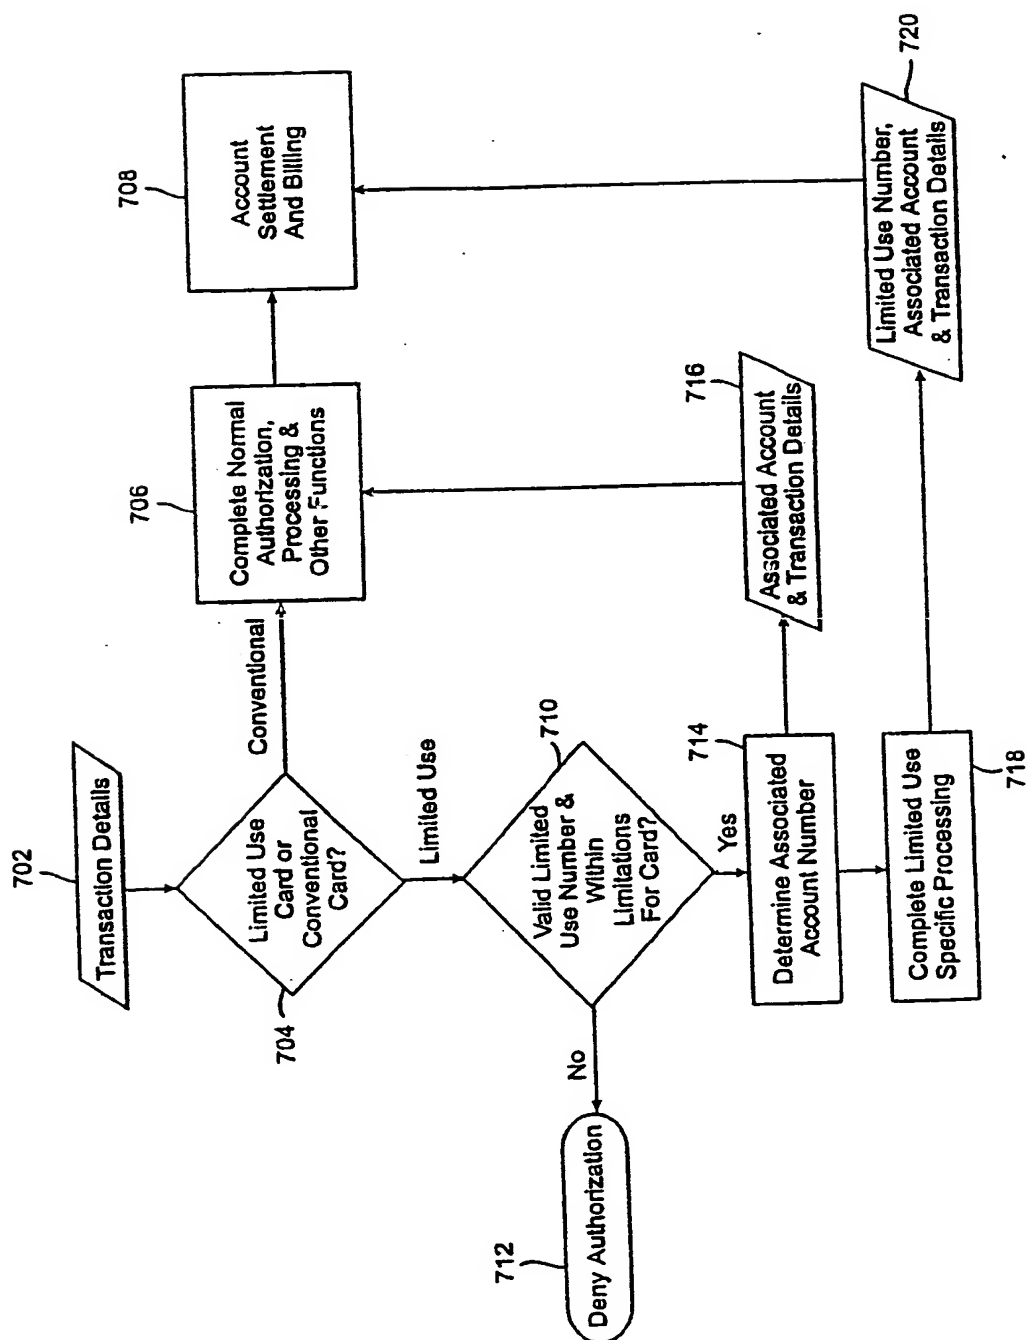 702
Transaction Details
Limited Use
Card or
Conventional
Card?
704
Conventional
Complete Normal
Authorization,
Processing &
Other Functions
706
Account
Settlement
And Billing
708
Limited Use
Valid Limited
Use Number &
Within
Limitations
For Card?
710
No
Deny Authorization
712
Yes
Determine Associated
Account Number
714
Associated Account
& Transaction Details
716
Complete Limited Use
Specific Processing
718
Limited Use Number,
Associated Account
& Transaction Details
720